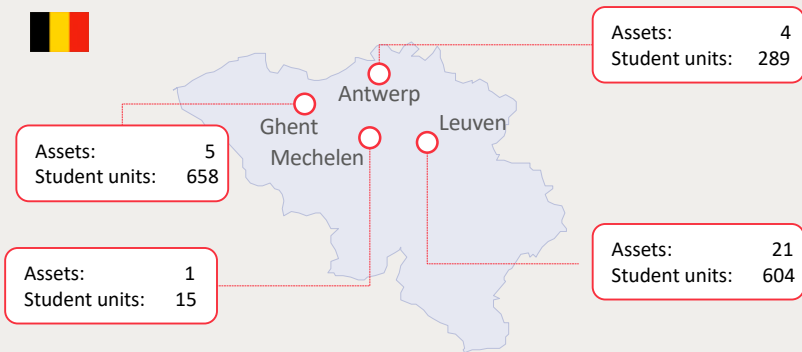 Assets: 4
Student units: 289
Antwerp
Ghent
Leuven
Mechelen
Assets: 5
Student units: 658
Assets: 1
Student units: 15
Assets: 21
Student units: 604